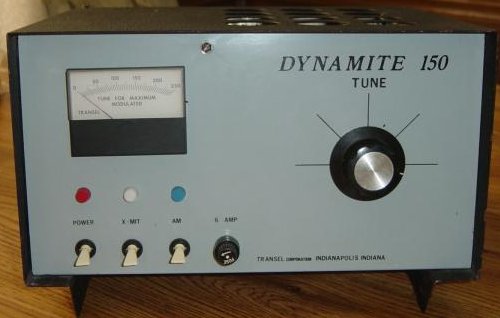 DYNAMITE 150
TUNE
0 50 100 150 200 250
TUNE FOR MAXIMUM
MODULATED
TRANSEL
POWER X-MIT AM 6 AMP
TRANSEL CORPORATION INDIANAPOLIS INDIANA